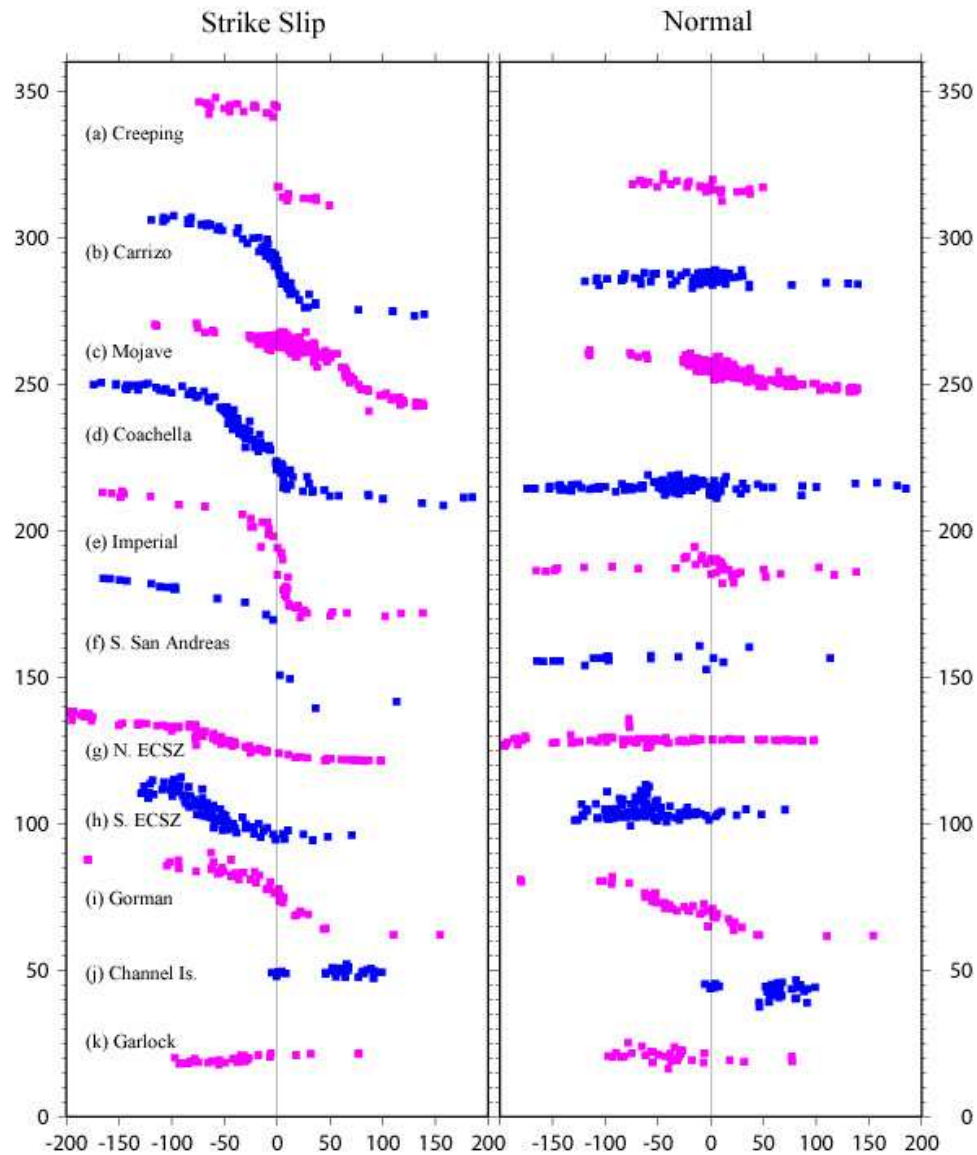 Strike Slip Normal
350 350
(a) Creeping
300 300
(b) Carrizo
(c) Mojave
250 250
(d) Coachella
200 200
(e) Imperial
(f) S. San Andreas
150 150
(g) N. ECSZ
(h) S. ECSZ
100 100
(i) Gorman
50 (j) Channel Is. 50
(k) Garlock
0 0
-200 -150 -100 -50 0 50 100 -200 -150 -100 -50 0 50 100 150 200